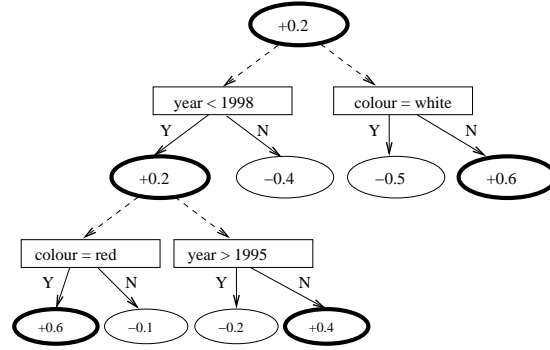 +0.2
year < 1998
colour = white
Y
N
Y
N
+0.2
−0.4
−0.5
+0.6
colour = red
year > 1995
Y
N
Y
N
+0.6
−0.1
−0.2
+0.4